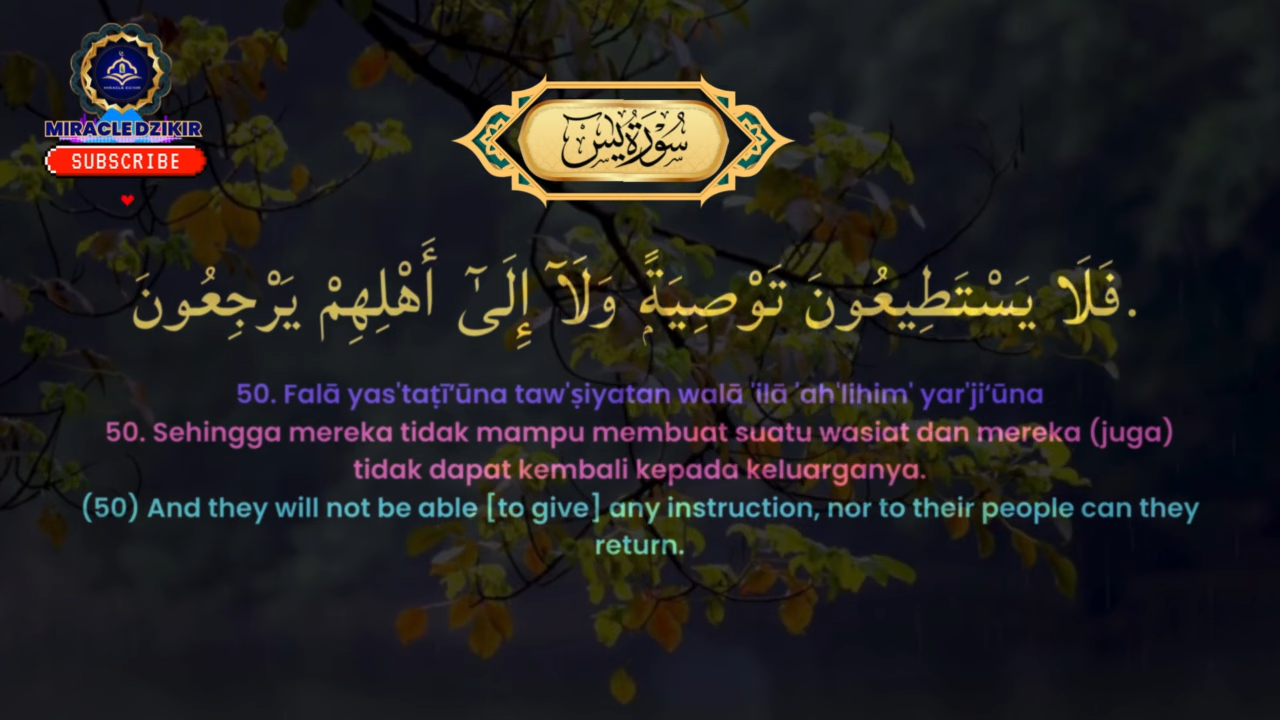 MIRACLE DZIKIR
SUBSCRIBE
سُورَةُ يٰسٓ
فَلَا يَسْتَطِيعُونَ تَوْصِيَةًۭ وَلَآ إِلَىٰٓ أَهْلِهِمْ يَرْجِعُونَ.
50. Falā yas'taṭī‘ūna taw'ṣiyatan walā 'ilā 'ah'lihim' yar'ji‘ūna
50. Sehingga mereka tidak mampu membuat suatu wasiat dan mereka (juga)
tidak dapat kembali kepada keluarganya.
(50) And they will not be able [to give] any instruction, nor to their people can they
return.